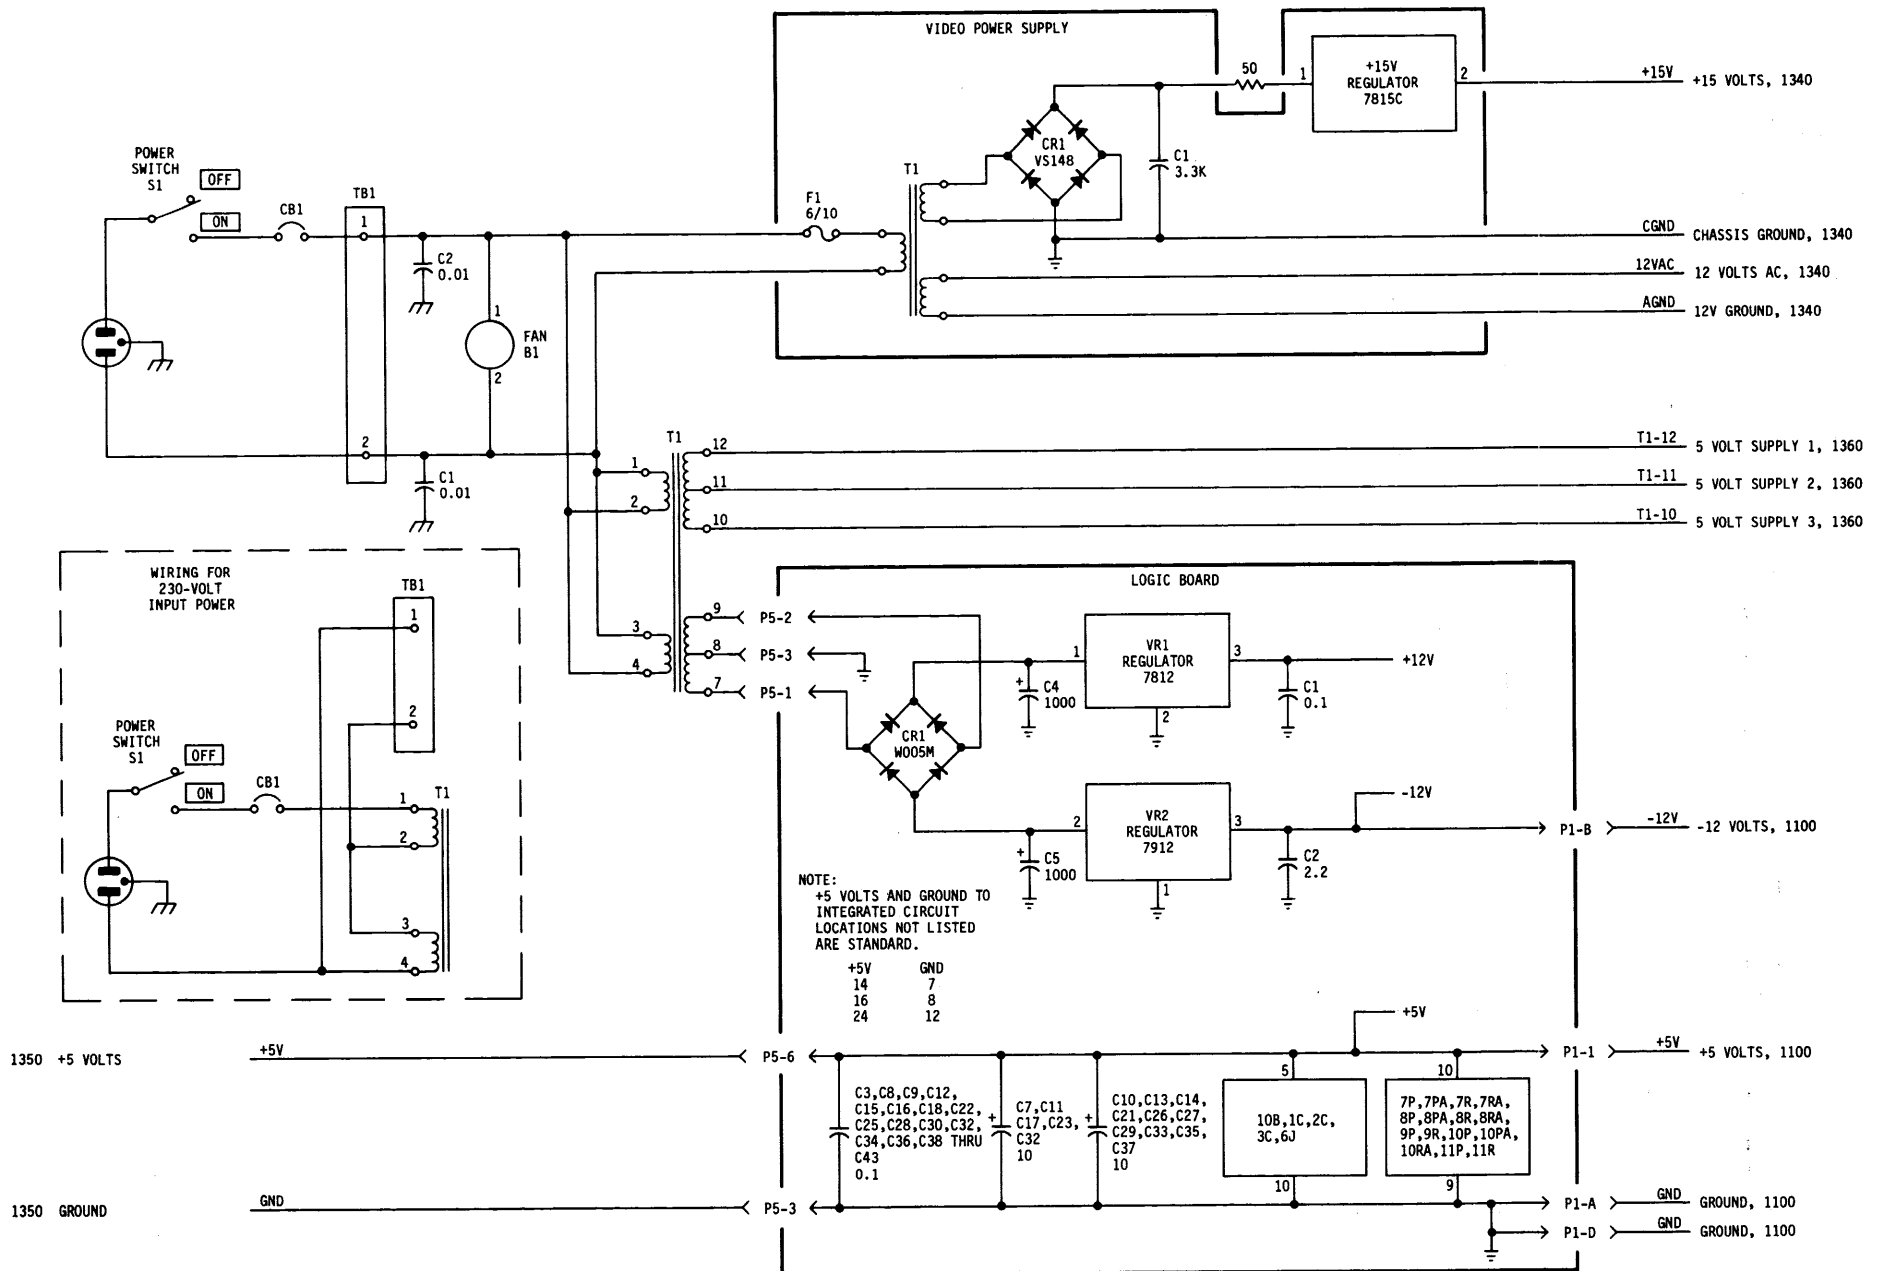 VIDEO POWER SUPPLY
50
1
+15V
REGULATOR
7815C
2
+15V
+15 VOLTS, 1340
CR1
VS148
C1
3.3K
T1
F1
6/10
CGND
CHASSIS GROUND, 1340
12VAC
12 VOLTS AC, 1340
AGND
12V GROUND, 1340
POWER
SWITCH
S1
OFF
ON
CB1
TB1
1
C2
0.01
1
FAN
B1
2
2
C1
0.01
T1
12
11
10
1
2
T1-12
5 VOLT SUPPLY 1, 1360
T1-11
5 VOLT SUPPLY 2, 1360
T1-10
5 VOLT SUPPLY 3, 1360
3
4
9
8
7
P5-2
P5-3
P5-1
WIRING FOR
230-VOLT
INPUT POWER
TB1
1
2
POWER
SWITCH
S1
OFF
ON
CB1
T1
1
2
3
4
LOGIC BOARD
CR1
W005M
+
C4
1000
1
VR1
REGULATOR
7812
3
2
C1
0.1
+12V
+
C5
1000
2
VR2
REGULATOR
7912
3
1
C2
2.2
-12V
P1-B
-12V
-12 VOLTS, 1100
NOTE:
+5 VOLTS AND GROUND TO
INTEGRATED CIRCUIT
LOCATIONS NOT LISTED
ARE STANDARD.
+5V GND
14 7
16 8
24 12
1350 +5 VOLTS
+5V
P5-6
+5V
P1-1
+5V
+5 VOLTS, 1100
C3,C8,C9,C12,
C15,C16,C18,C22,
C25,C28,C30,C32,
C34,C36,C38 THRU
C43
0.1
+
C7,C11
C17,C23,
C32
10
+
C10,C13,C14,
C21,C26,C27,
C29,C33,C35,
C37
10
5
10B,1C,2C,
3C,6J
10
10
7P,7PA,7R,7RA,
8P,8PA,8R,8RA,
9P,9R,10P,10PA,
10RA,11P,11R
9
1350 GROUND
GND
P5-3
P1-A
GND
GROUND, 1100
P1-D
GND
GROUND, 1100